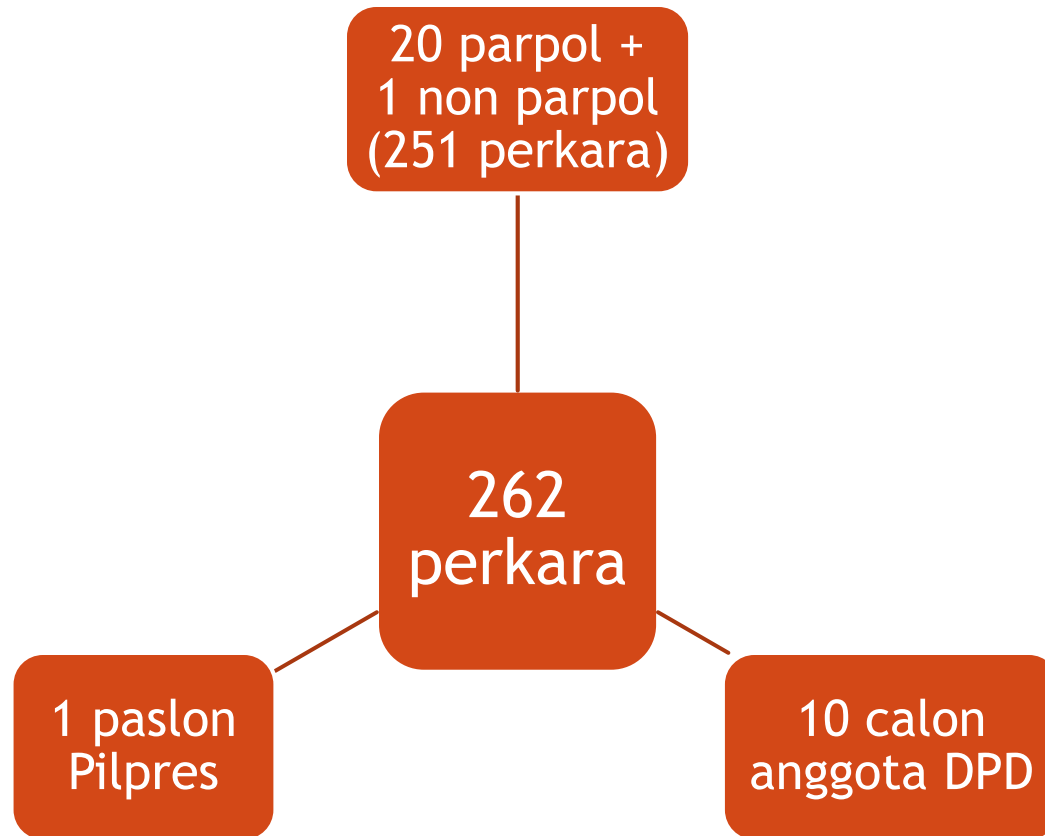 20 parpol +
1 non parpol
(251 perkara)
262
perkara
1 paslon
Pilpres
10 calon
anggota DPD